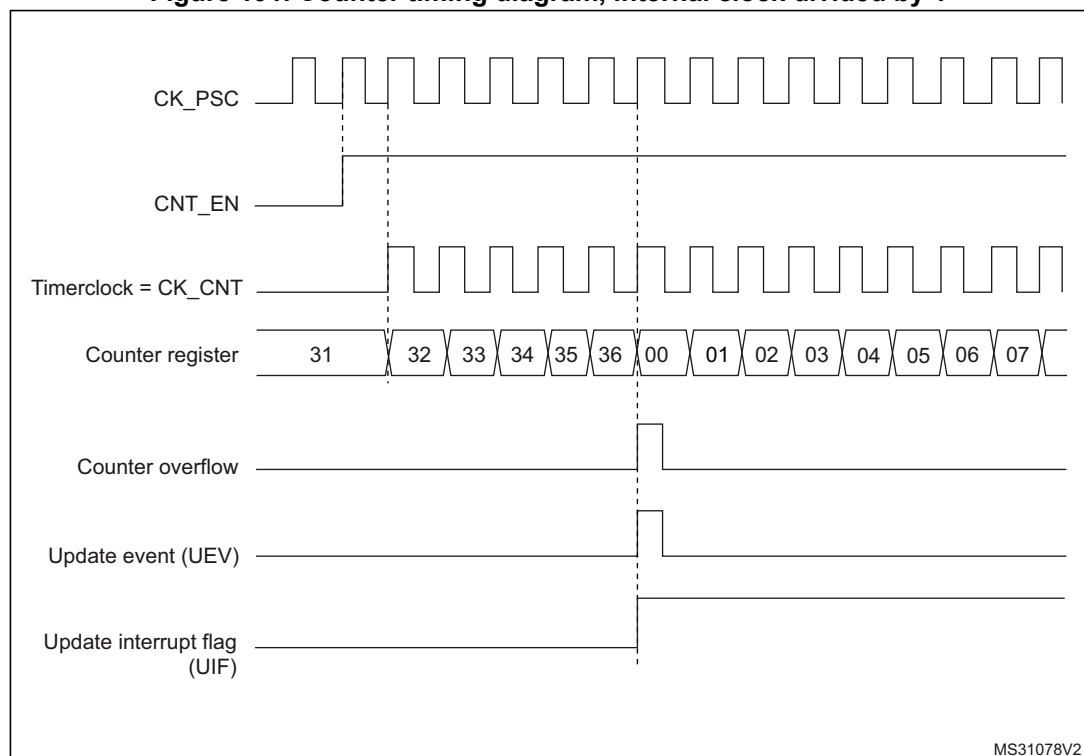 CK_PSC
CNT_EN
Timerclock = CK_CNT
Counter register 31 32 33 34 35 36 00 01 02 03 04 05 06 07
Counter overflow
Update event (UEV)
Update interrupt flag
(UIF)
MS31078V2